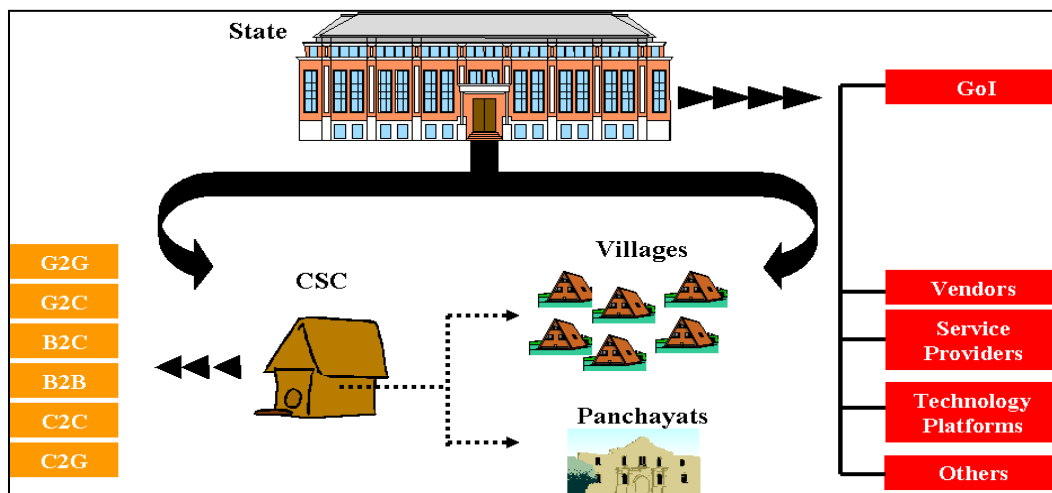 State
GoI
Villages
CSC
G2G
G2C
B2C
B2B
C2C
C2G
Panchayats
Vendors
Service
Providers
Technology
Platforms
Others